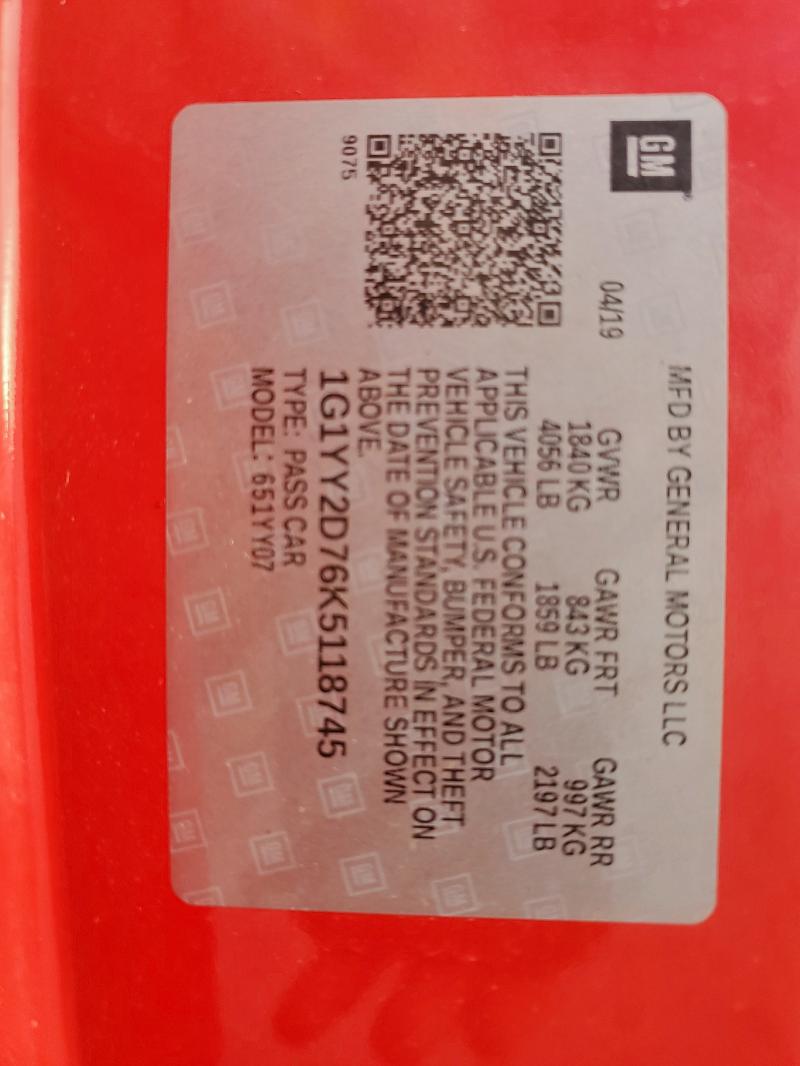 GM
MFD BY GENERAL MOTORS LLC
04/19
GVWR GAWR FRT GAWR RR
1840 KG 843 KG 997 KG
4056 LB 1859 LB 2197 LB
THIS VEHICLE CONFORMS TO ALL
APPLICABLE U.S. FEDERAL MOTOR
VEHICLE SAFETY, BUMPER, AND THEFT
PREVENTION STANDARDS IN EFFECT ON
THE DATE OF MANUFACTURE SHOWN
ABOVE.
9075
1G1YY2D76K5118745
TYPE: PASS CAR
MODEL: 651YY07